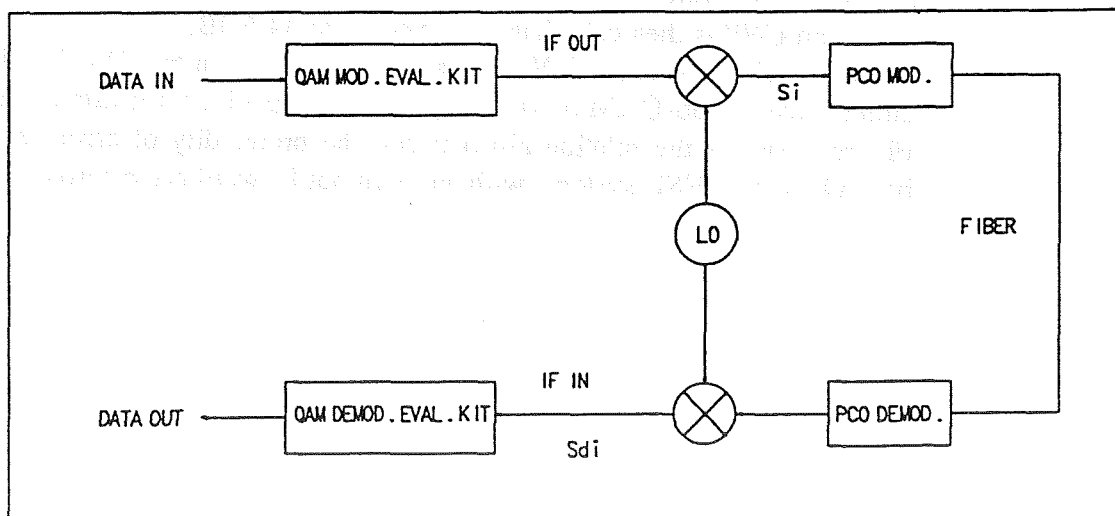 IF OUT
DATA IN
QAM MOD.EVAL.KIT
Si
PCO MOD.
LO
FIBER
IF IN
DATA OUT
QAM DEMOD.EVAL.KIT
Sdi
PCO DEMOD.